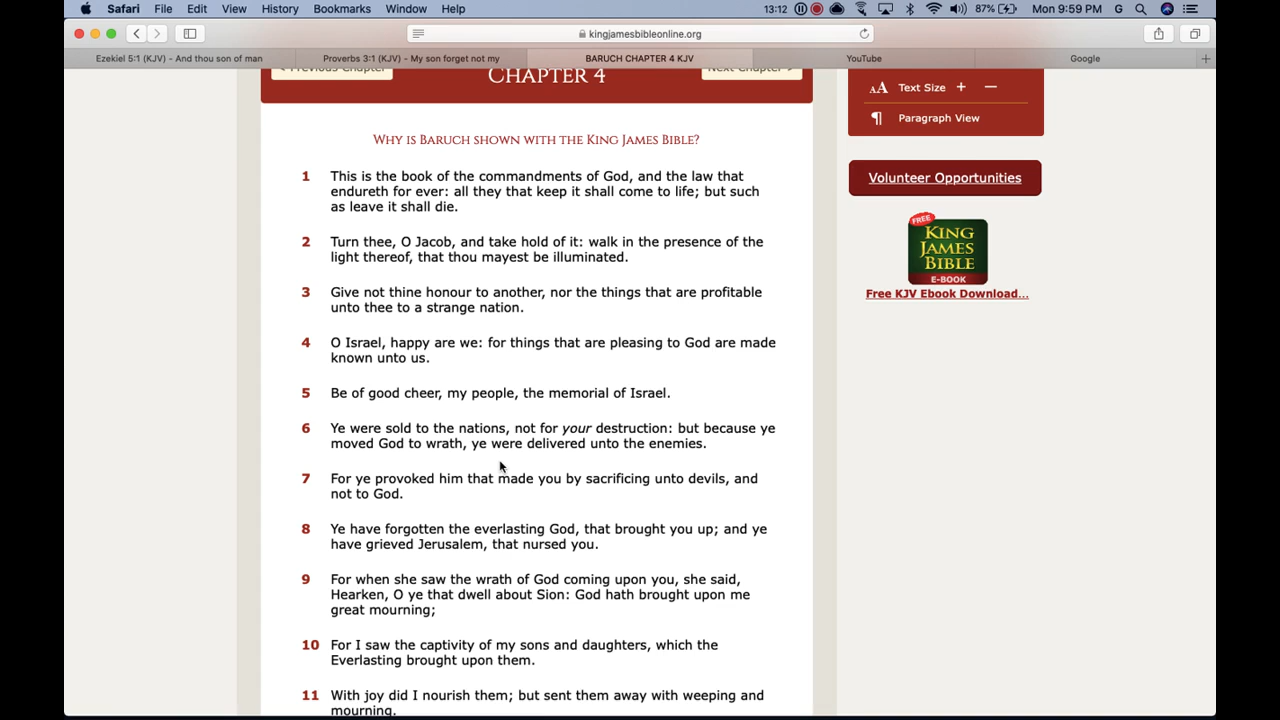 Safari File Edit View History Bookmarks Window Help 13:12 87% Mon 9:59 PM G
kingjamesbibleonline.org
Ezekiel 5:1 (KJV) - And thou son of man Proverbs 3:1 (KJV) - My son forget not my BARUCH CHAPTER 4 KJV YouTube Google +
< Previous Chapter CHAPTER 4 Next Chapter >
AA Text Size + —
¶ Paragraph View
WHY IS BARUCH SHOWN WITH THE KING JAMES BIBLE?
1 This is the book of the commandments of God, and the law that
endureth for ever: all they that keep it shall come to life; but such
as leave it shall die.
2 Turn thee, O Jacob, and take hold of it: walk in the presence of the
light thereof, that thou mayest be illuminated.
3 Give not thine honour to another, nor the things that are profitable
unto thee to a strange nation.
4 O Israel, happy are we: for things that are pleasing to God are made
known unto us.
5 Be of good cheer, my people, the memorial of Israel.
6 Ye were sold to the nations, not for your destruction: but because ye
moved God to wrath, ye were delivered unto the enemies.
7 For ye provoked him that made you by sacrificing unto devils, and
not to God.
8 Ye have forgotten the everlasting God, that brought you up; and ye
have grieved Jerusalem, that nursed you.
9 For when she saw the wrath of God coming upon you, she said,
Hearken, O ye that dwell about Sion: God hath brought upon me
great mourning;
10 For I saw the captivity of my sons and daughters, which the
Everlasting brought upon them.
11 With joy did I nourish them; but sent them away with weeping and
mourning.
Volunteer Opportunities
FREE
KING
JAMES
BIBLE
E-BOOK
Free KJV Ebook Download...